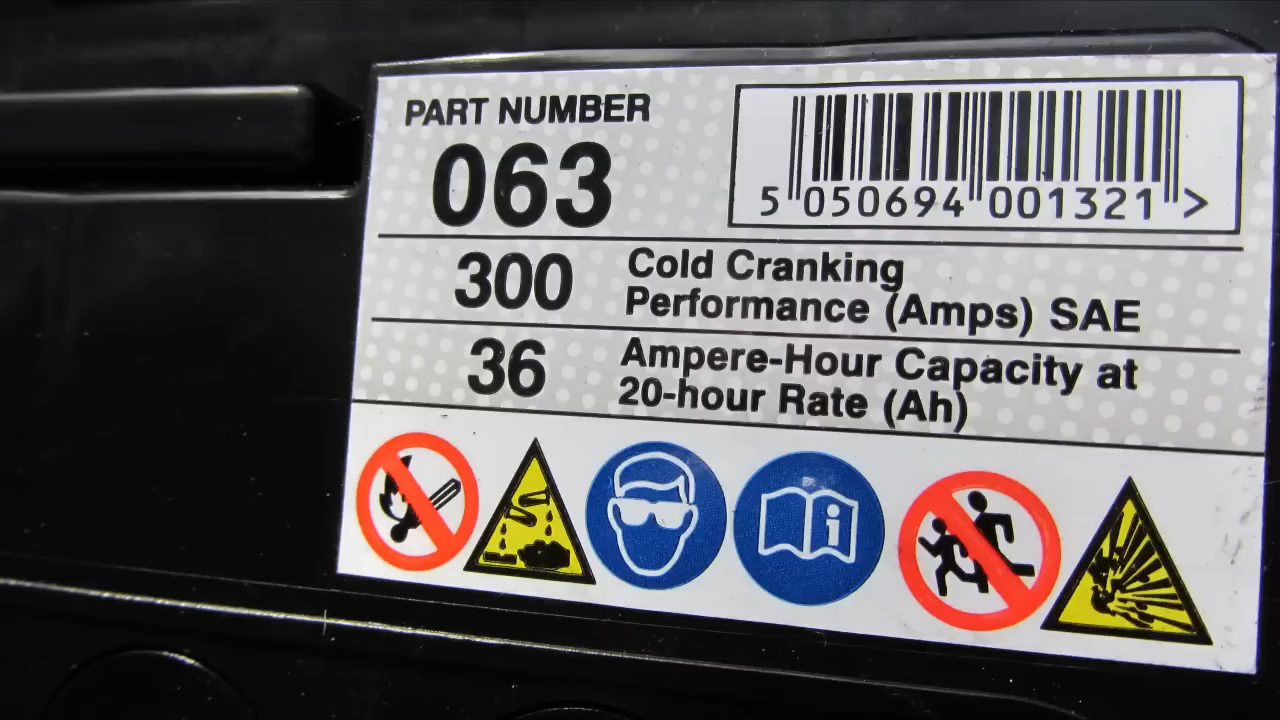 PART NUMBER
063
5 050694 001321 >
300 Cold Cranking
Performance (Amps) SAE
36 Ampere-Hour Capacity at
20-hour Rate (Ah)
i